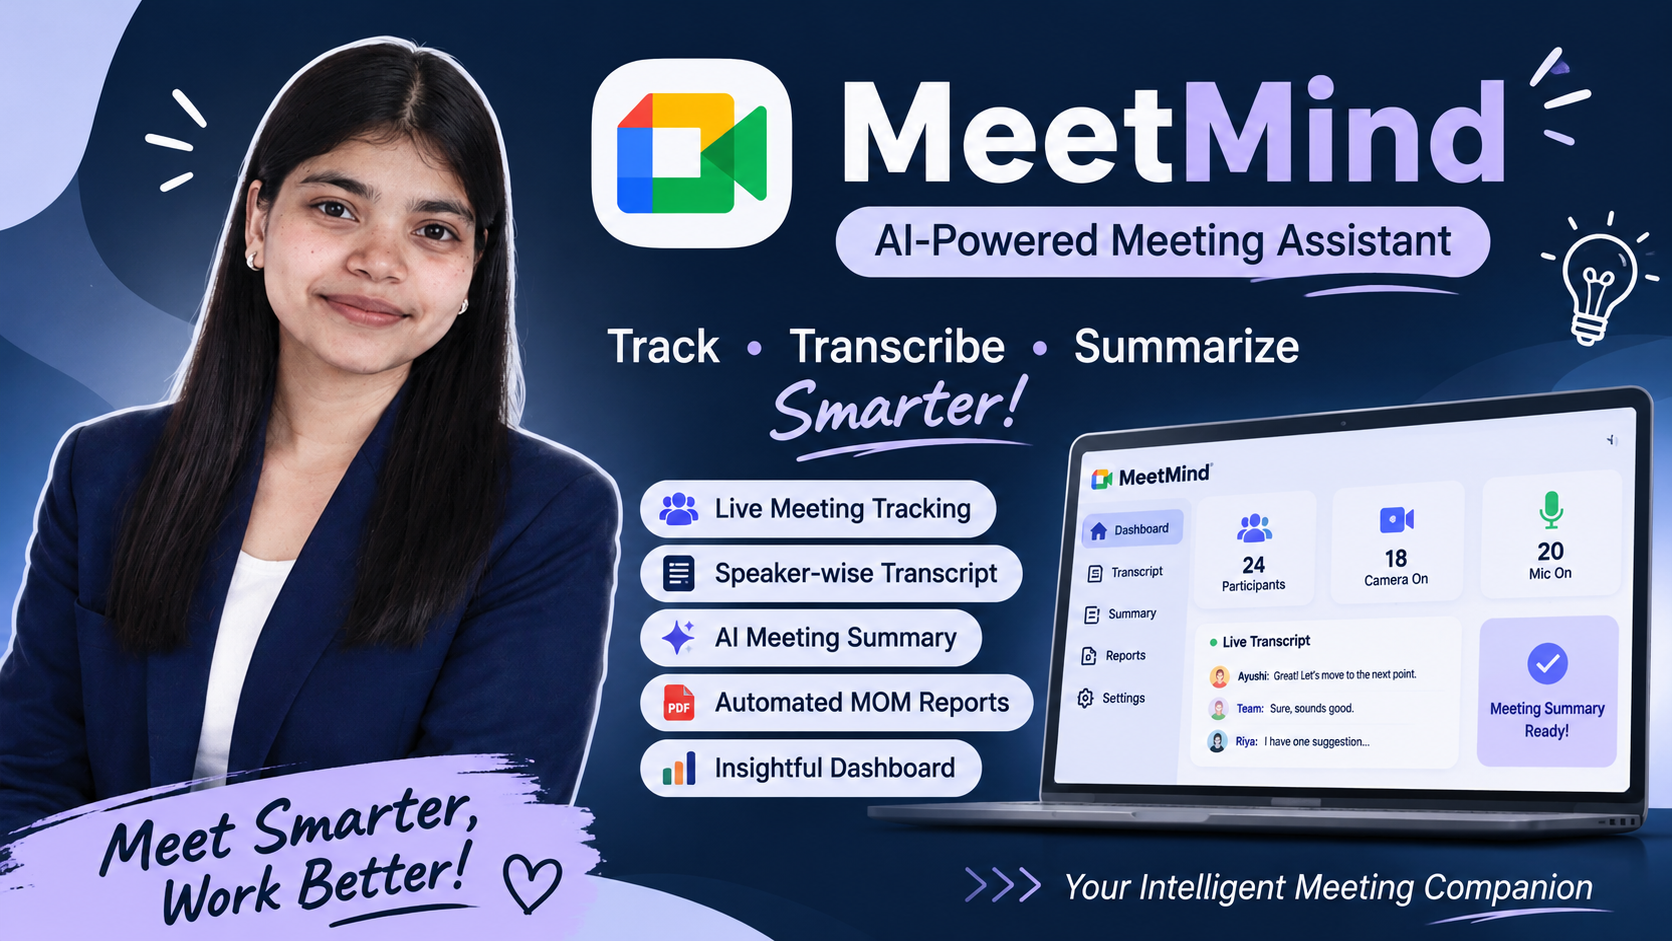 MeetMind
AI-Powered Meeting Assistant
Track • Transcribe • Summarize
Smarter!
Live Meeting Tracking
Speaker-wise Transcript
AI Meeting Summary
PDF
Automated MOM Reports
Insightful Dashboard
MeetMind
Dashboard
Transcript
Summary
Reports
Settings
24
Participants
18
Camera On
20
Mic On
Live Transcript
Ayushi: Great! Let's move to the next point.
Team: Sure, sounds good.
Riya: I have one suggestion...
Meeting Summary
Ready!
Meet Smarter,
Work Better!
Your Intelligent Meeting Companion